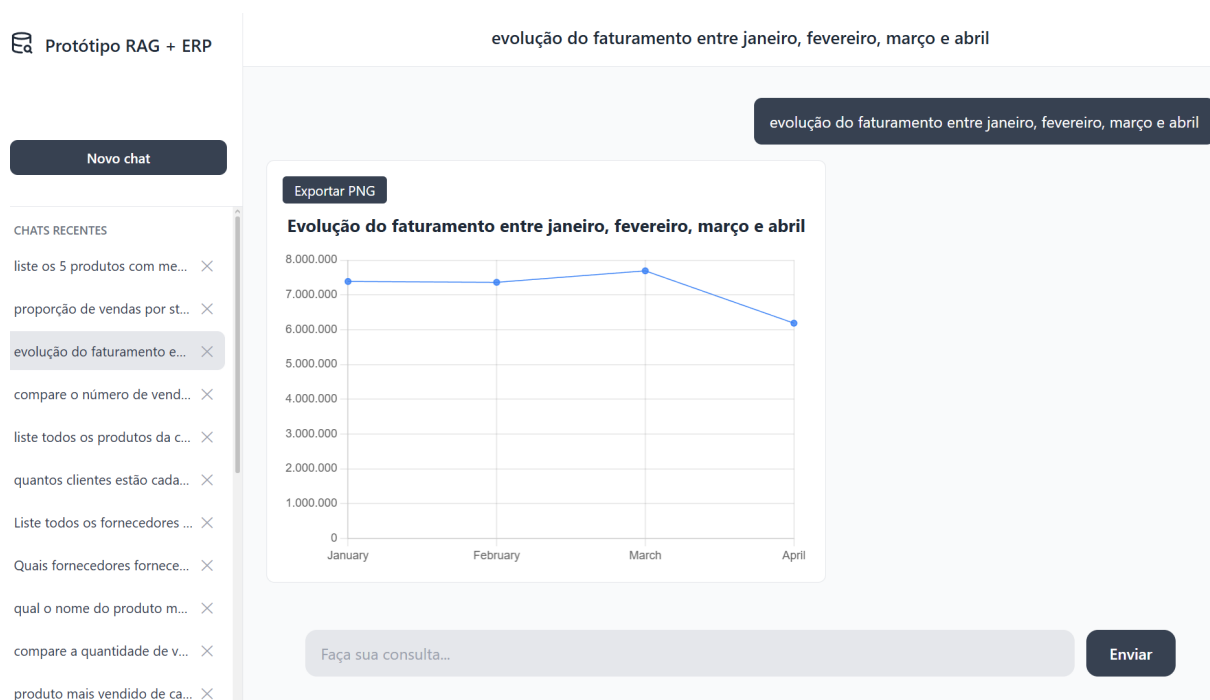 Protótipo RAG + ERP
Novo chat
CHATS RECENTES
liste os 5 produtos com me...
proporção de vendas por st...
evolução do faturamento e...
compare o número de vend...
liste todos os produtos da c...
quantos clientes estão cada...
Liste todos os fornecedores ...
Quais fornecedores fornece...
qual o nome do produto m...
compare a quantidade de v...
produto mais vendido de ca...
evolução do faturamento entre janeiro, fevereiro, março e abril
evolução do faturamento entre janeiro, fevereiro, março e abril
Exportar PNG
Evolução do faturamento entre janeiro, fevereiro, março e abril
8.000.000
7.000.000
6.000.000
5.000.000
4.000.000
3.000.000
2.000.000
1.000.000
0
January February March April
Faça sua consulta...
Enviar